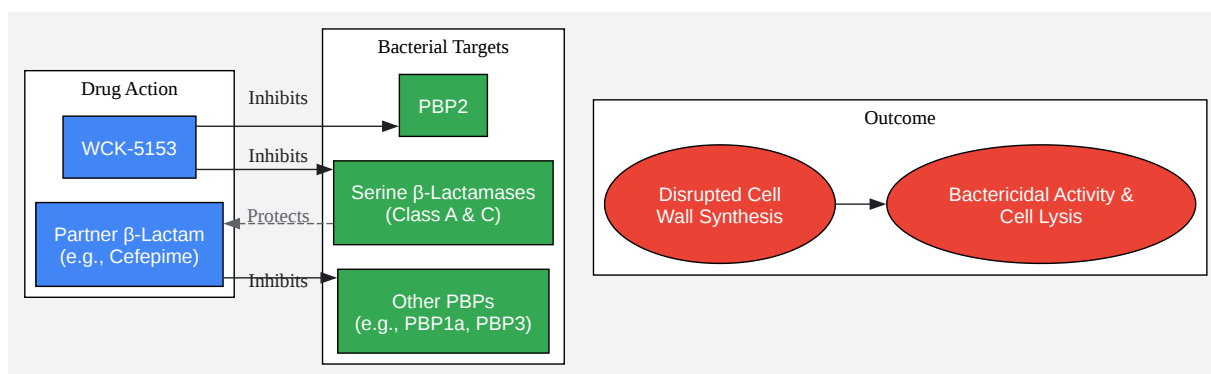 Drug Action
WCK-5153
Partner β-Lactam
(e.g., Cefepime)
Inhibits
Inhibits
Protects
Inhibits
Bacterial Targets
PBP2
Serine β-Lactamases
(Class A & C)
Other PBPs
(e.g., PBP1a, PBP3)
Outcome
Disrupted Cell
Wall Synthesis
Bactericidal Activity &
Cell Lysis